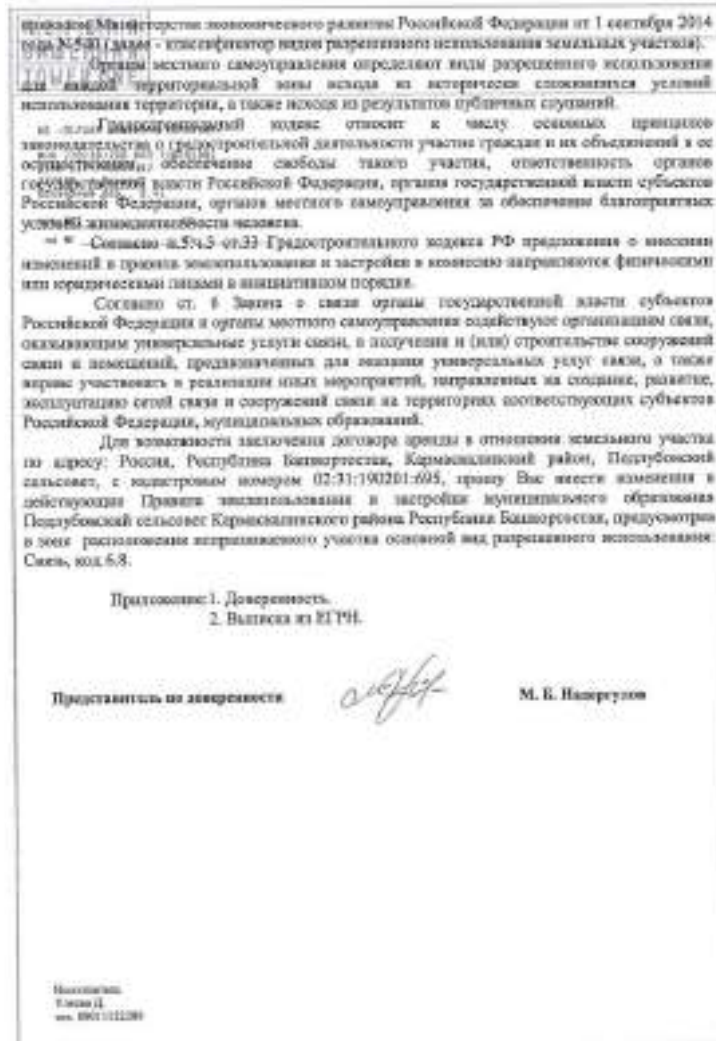 приказом Министерства экономического развития Российской Федерации от 1 сентября 2014
года N 540 (далее - классификатор видов разрешенного использования земельных участков).
Органы местного самоуправления определяют виды разрешенного использования
для каждой территориальной зоны исходя из исторически сложившихся условий
использования территории, а также исходя из результатов публичных слушаний.
Градостроительный кодекс относит к числу основных принципов
законодательства о градостроительной деятельности участие граждан и их объединений в ее
осуществлении, обеспечение свободы такого участия, ответственность органов
государственной власти Российской Федерации, органов государственной власти субъектов
Российской Федерации, органов местного самоуправления за обеспечение благоприятных
условий жизнедеятельности человека.
Согласно п.5 ч.3 ст.33 Градостроительного кодекса РФ предложения о внесении
изменений в правила землепользования и застройки в комиссию направляются физическими
или юридическими лицами в инициативном порядке.
Согласно ст. 6 Закона о связи органы государственной власти субъектов
Российской Федерации и органы местного самоуправления содействуют организациям связи,
оказывающим универсальные услуги связи, в получении и (или) строительстве сооружений
связи и помещений, предназначенных для оказания универсальных услуг связи, а также
вправе участвовать в реализации иных мероприятий, направленных на создание, развитие,
эксплуатацию сетей связи и сооружений связи на территориях соответствующих субъектов
Российской Федерации, муниципальных образований.
Для возможности заключения договора аренды в отношении земельного участка
по адресу: Россия, Республика Башкортостан, Кармаскалинский район, Подлубовский
сельсовет, с кадастровым номером 02:31:190201:695, прошу Вас внести изменения в
действующие Правила землепользования и застройки муниципального образования
Подлубовский сельсовет Кармаскалинского района Республики Башкортостан, предусмотрев
в зоне расположения испрашиваемого участка основной вид разрешенного использования:
Связь, код 6.8.
Приложение: 1. Доверенность.
2. Выписка из ЕГРН.
Представитель по доверенности
М. Б.
Исполнитель